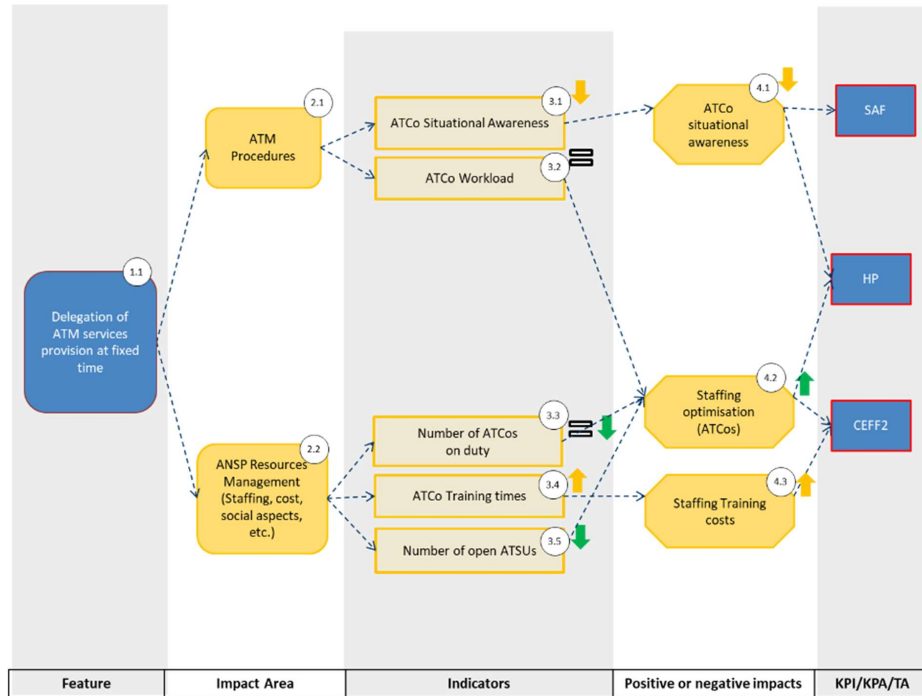 1.1
Delegation of
ATM services
provision at fixed
time
2.1
ATM
Procedures
2.2
ANSP Resources
Management
(Staffing, cost,
social aspects,
etc.)
3.1
ATCo Situational Awareness
3.2
ATCo Workload
3.3
Number of ATCos
on duty
3.4
ATCo Training times
3.5
Number of open ATSUs
4.1
ATCo
situational
awareness
4.2
Staffing
optimisation
(ATCos)
4.3
Staffing Training
costs
SAF
HP
CEFF2
Feature
Impact Area
Indicators
Positive or negative impacts
KPI/KPA/TA